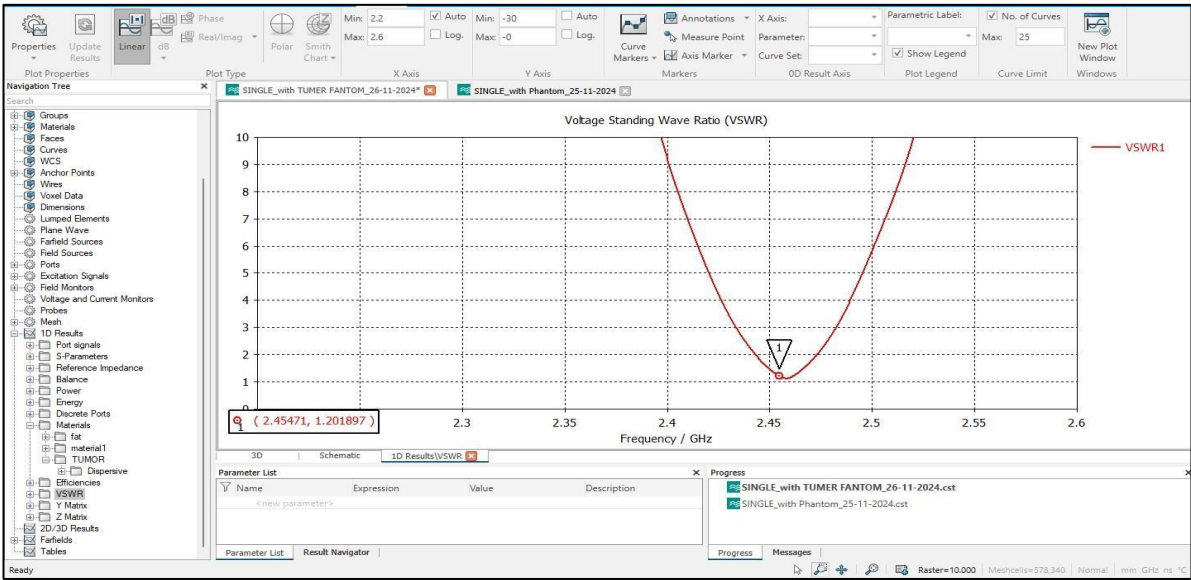 Properties
Update Results
Linear
dB
dB
Phase
Real/Imag
Polar
Smith Chart
Min: 2.2
Auto
Min: -30
Auto
Max: 2.6
Log.
Max: -0
Log.
Curve Markers
Annotations
Measure Point
Axis Marker
X Axis:
Parameter:
Curve Set:
Parametric Label:
Show Legend
No. of Curves
Max: 25
New Plot Window
Plot Properties
Plot Type
X Axis
Y Axis
Markers
0D Result Axis
Plot Legend
Curve Limit
Windows
Navigation Tree
SINGLE_with TUMER FANTOM_26-11-2024*
SINGLE_with Phantom_25-11-2024
Search
Groups
Materials
Faces
Curves
WCS
Anchor Points
Wires
Voxel Data
Dimensions
Lumped Elements
Plane Wave
Farfield Sources
Field Sources
Ports
Excitation Signals
Field Monitors
Voltage and Current Monitors
Probes
Mesh
1D Results
Port signals
S-Parameters
Reference Impedance
Balance
Power
Energy
Discrete Ports
Materials
fat
material1
TUMOR
Dispersive
Efficiencies
VSWR
Y Matrix
Z Matrix
2D/3D Results
Farfields
Tables
Voltage Standing Wave Ratio (VSWR)
VSWR1
10
9
8
7
6
5
4
3
2
1
0
1
1
( 2.45471, 1.201897 )
2.3
2.35
2.4
2.45
2.5
2.55
2.6
Frequency / GHz
3D
Schematic
1D Results\VSWR
Parameter List
Name Expression Value Description
<new parameter>
Parameter List
Result Navigator
Progress
SINGLE_with TUMER FANTOM_26-11-2024.cst
SINGLE_with Phantom_25-11-2024.cst
Progress
Messages
Ready
Raster=10.000 Meshcells=578,340 Normal mm GHz ns °C